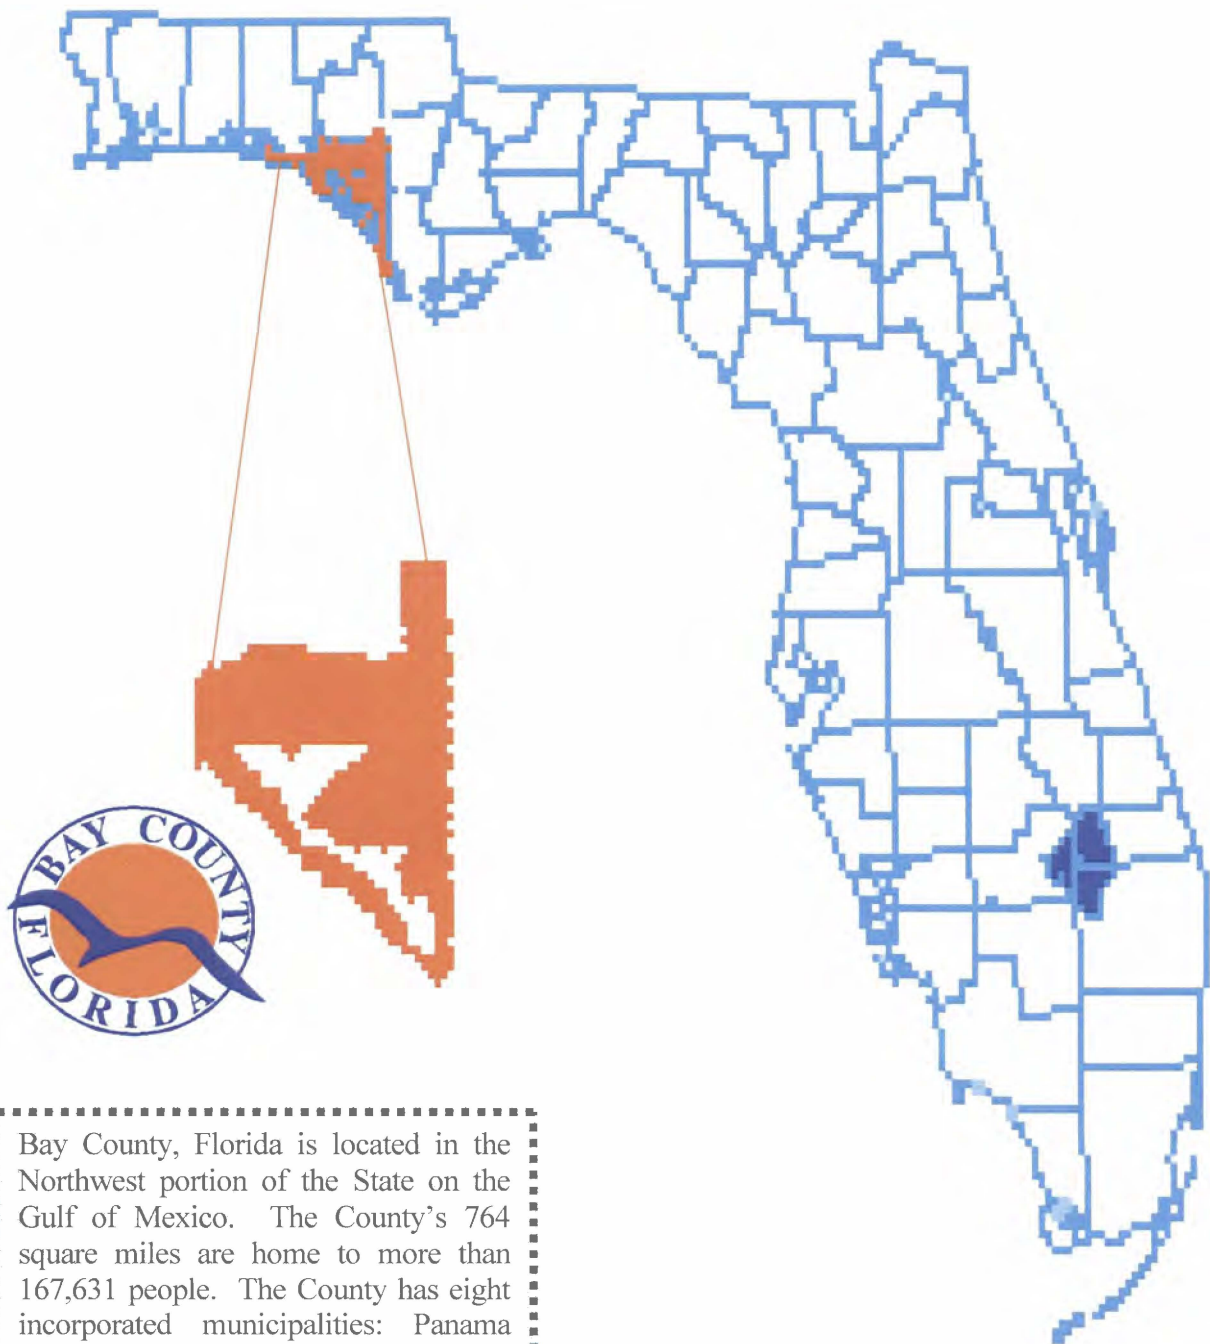 BAY COUNTY
FLORIDA
Bay County, Florida is located in the
Northwest portion of the State on the
Gulf of Mexico. The County's 764
square miles are home to more than
167,631 people. The County has eight
incorporated municipalities: Panama